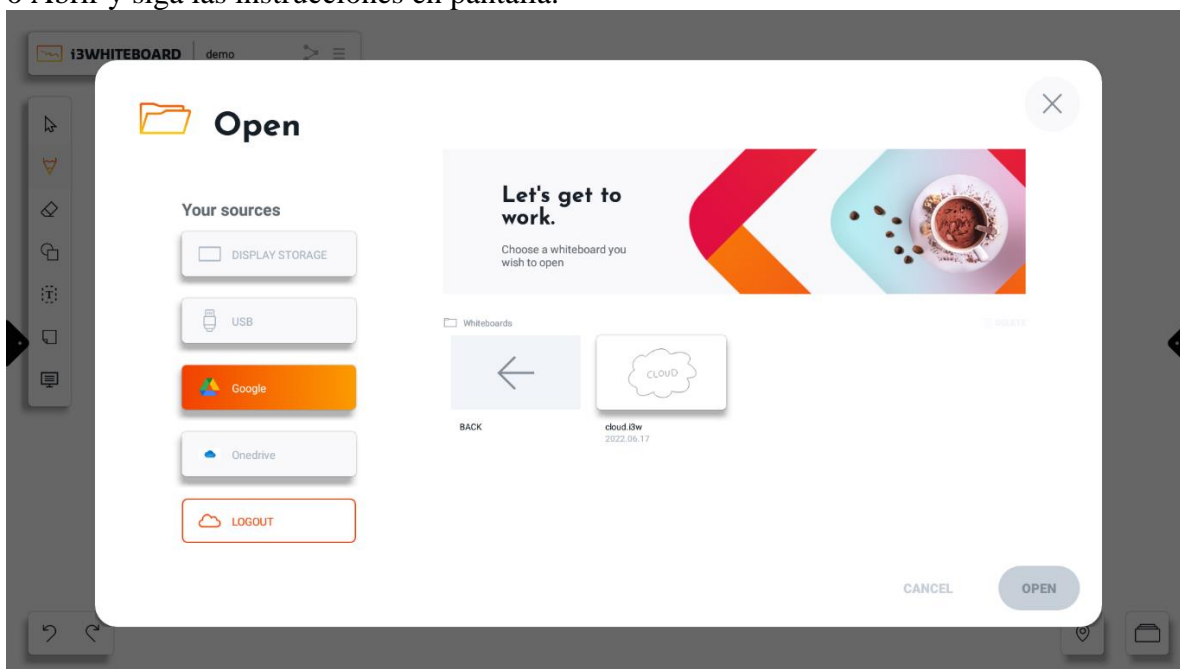 o Abrir y siga las instrucciones en pantalla.
i3WHITEBOARD demo
Open
Let's get to
work.
Choose a whiteboard you
wish to open
Your sources
DISPLAY STORAGE
USB
Google
Onedrive
LOGOUT
Whiteboards
CLOUD
BACK
cloud.i3w
2022.06.17
CANCEL
OPEN